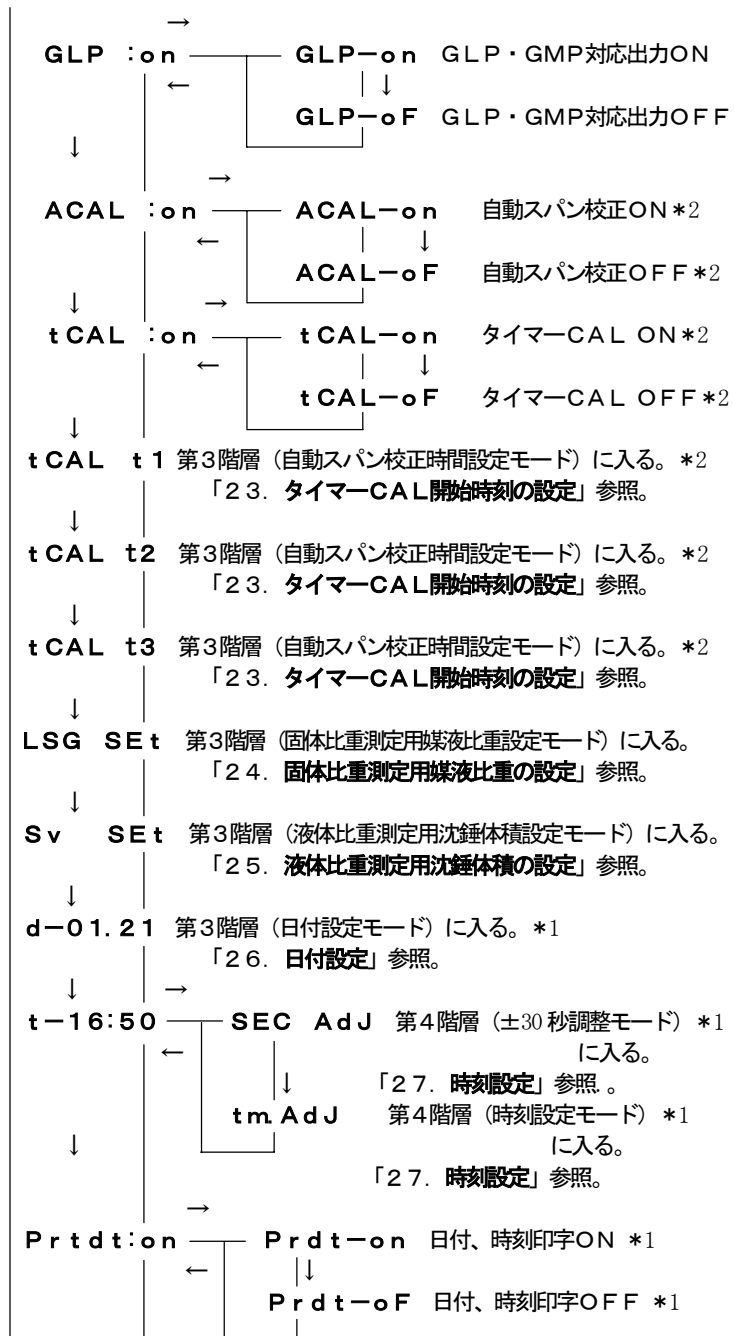 →
GLP :on GLP－on GLP・GMP対応出力ON
← ↓
GLP－oF GLP・GMP対応出力OFF
↓
→
ACAL :on ACAL－on 自動スパン校正ON*2
← ↓
ACAL－oF 自動スパン校正OFF*2
↓ →
tCAL :on tCAL－on タイマーCAL ON*2
← ↓
tCAL－oF タイマーCAL OFF*2
↓
tCAL t1 第3階層（自動スパン校正時間設定モード）に入る。*2
「23．タイマーCAL開始時刻の設定」参照。
↓
tCAL t2 第3階層（自動スパン校正時間設定モード）に入る。*2
「23．タイマーCAL開始時刻の設定」参照。
↓
tCAL t3 第3階層（自動スパン校正時間設定モード）に入る。*2
「23．タイマーCAL開始時刻の設定」参照。
↓
LSG SEt 第3階層（固体比重測定用媒液比重設定モード）に入る。
「24．固体比重測定用媒液比重の設定」参照。
↓
Sv SEt 第3階層（液体比重測定用沈錘体積設定モード）に入る。
「25．液体比重測定用沈錘体積の設定」参照。
↓
d－01.21 第3階層（日付設定モード）に入る。*1
「26．日付設定」参照。
↓ →
t－16:50 SEC AdJ 第4階層（±30秒調整モード）*1
← に入る。
↓ 「27．時刻設定」参照．。
tm.AdJ 第4階層（時刻設定モード）*1
↓ に入る。
「27．時刻設定」参照。
→
Prtdt:on Prdt－on 日付、時刻印字ON *1
← ↓
Prdt－oF 日付、時刻印字OFF *1